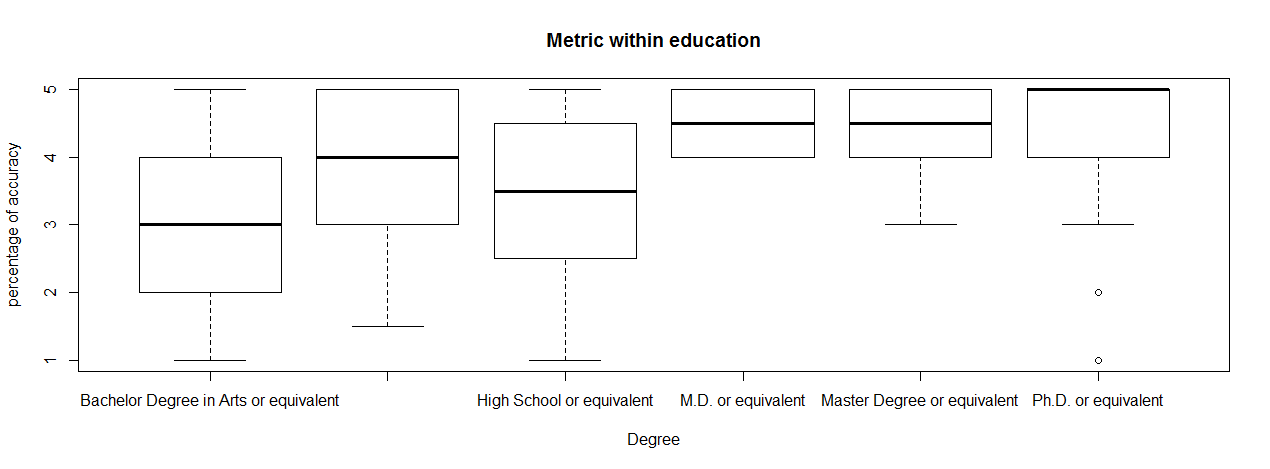 Metric within education
percentage of accuracy
5
4
3
2
1
Bachelor Degree in Arts or equivalent High School or equivalent M.D. or equivalent Master Degree or equivalent Ph.D. or equivalent
Degree